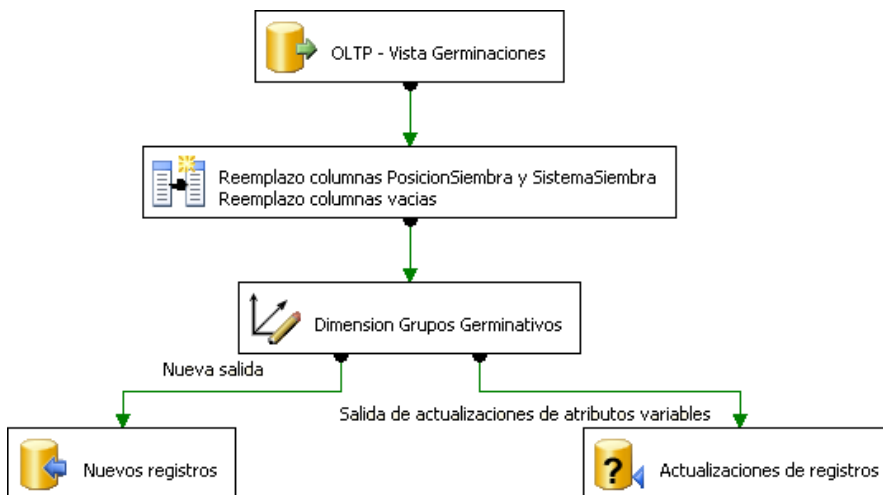 OLTP - Vista Germinaciones
Reemplazo columnas PosicionSiembra y SistemaSiembra
Reemplazo columnas vacias
Dimension Grupos Germinativos
Nueva salida
Salida de actualizaciones de atributos variables
Nuevos registros
?
Actualizaciones de registros